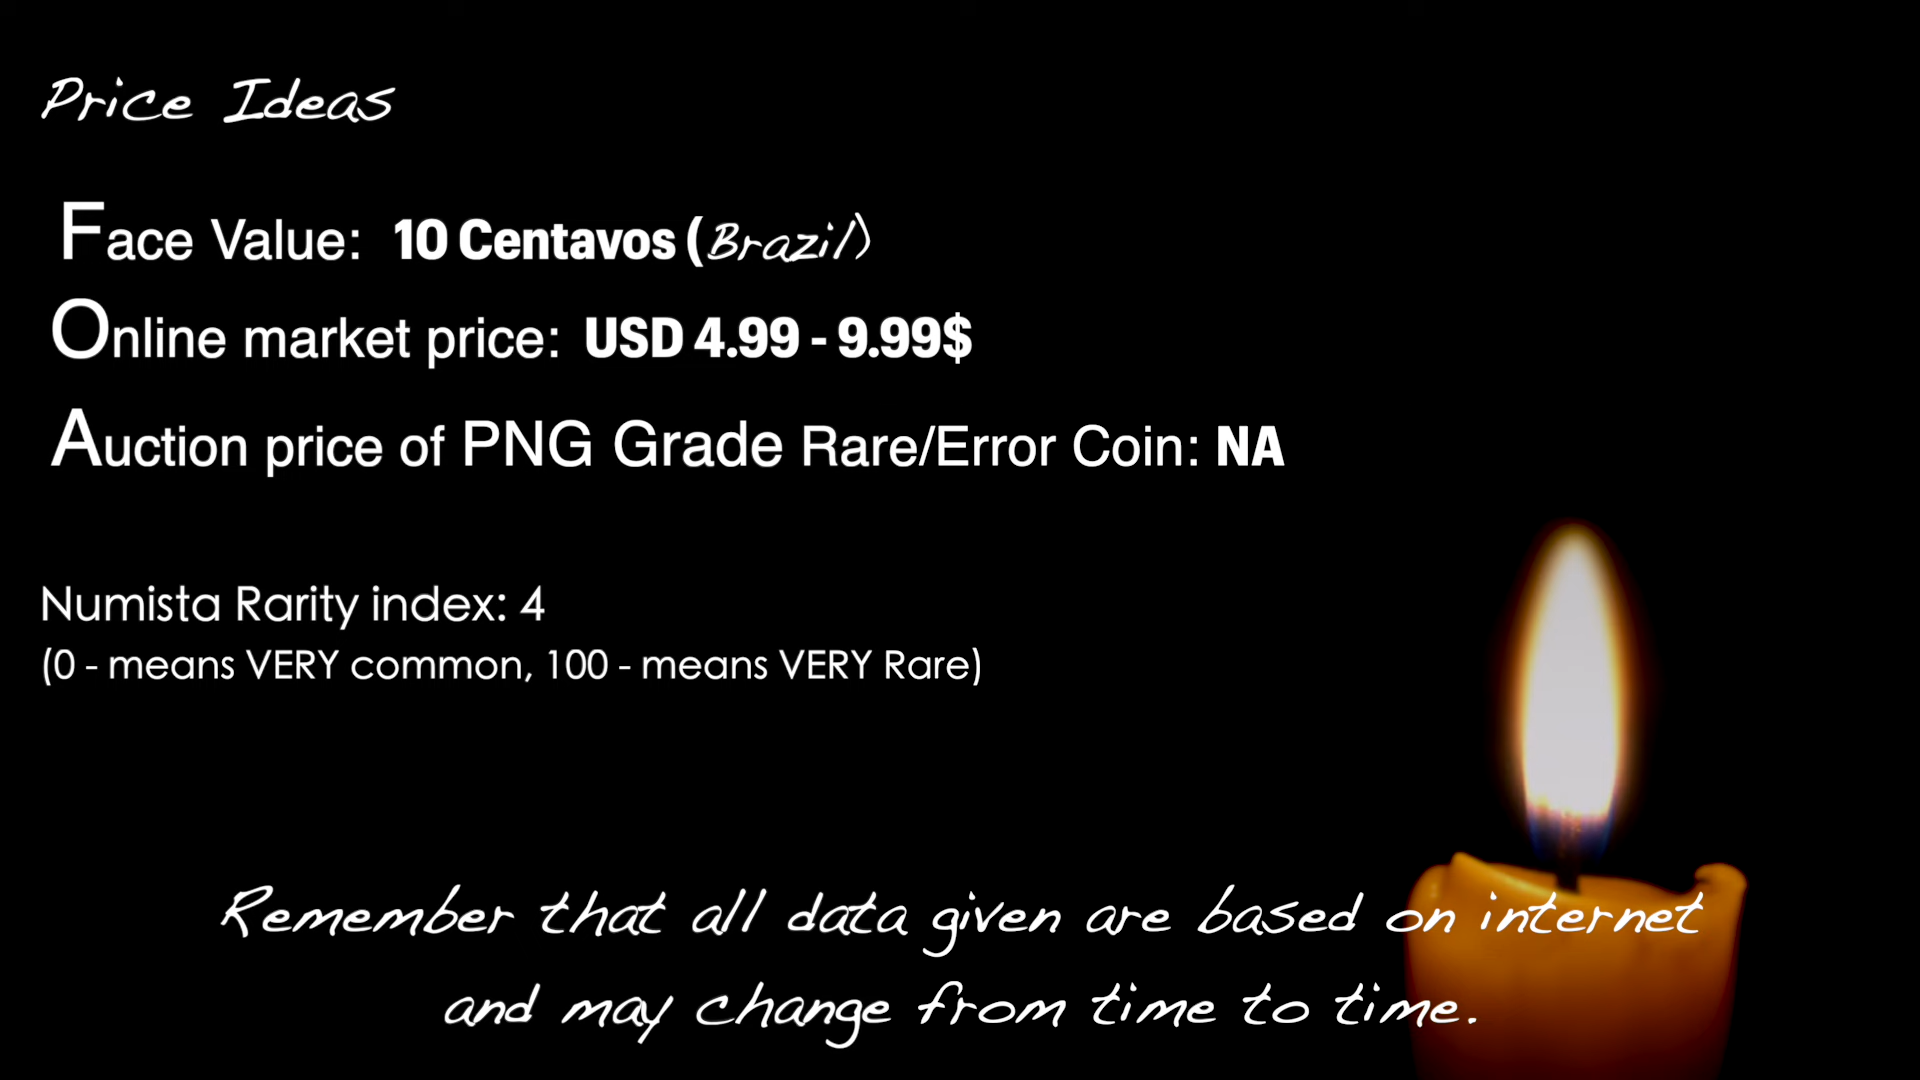 Price Ideas
Face Value: 10 Centavos (Brazil)
Online market price: USD 4.99 - 9.99$
Auction price of PNG Grade Rare/Error Coin: NA
Numista Rarity index: 4
(0 - means VERY common, 100 - means VERY Rare)
Remember that all data given are based on internet
and may change from time to time.